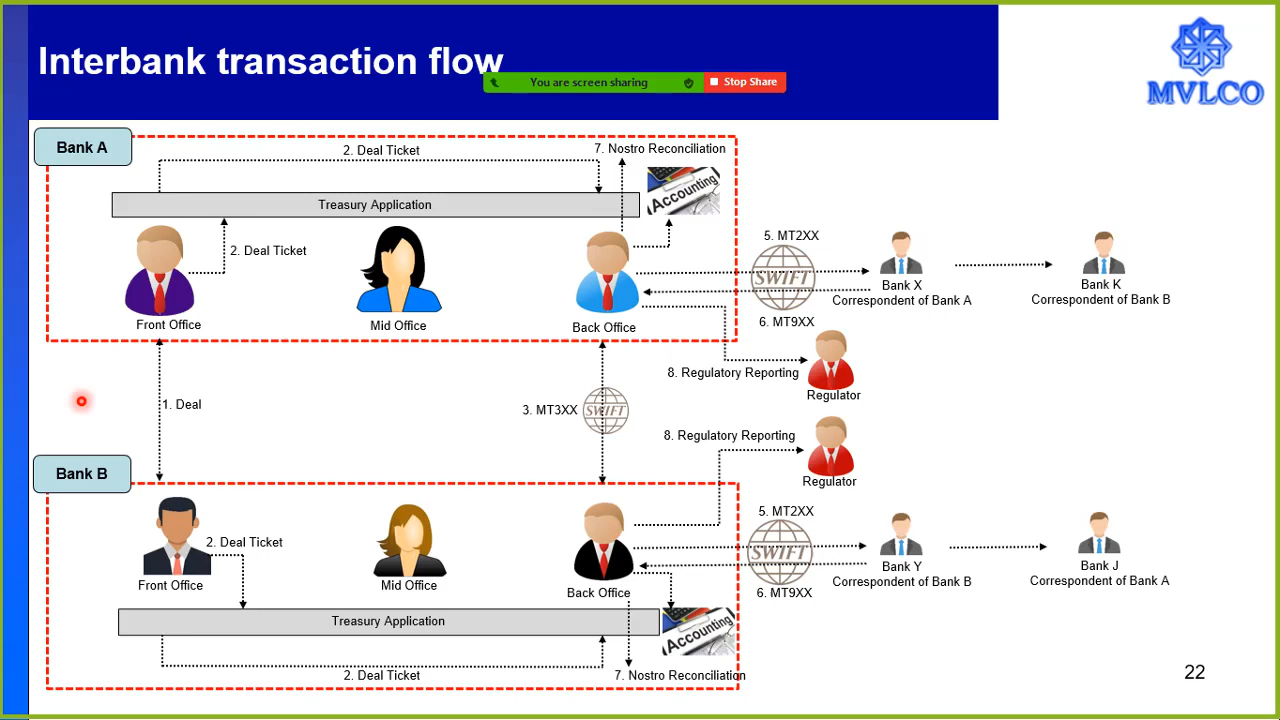 Interbank transaction flow
You are screen sharing
Stop Share
MVLCO
Bank A
2. Deal Ticket
7. Nostro Reconciliation
Accounting
Treasury Application
2. Deal Ticket
5. MT2XX
SWIFT
6. MT9XX
Front Office
Mid Office
Back Office
Bank X
Correspondent of Bank A
Bank K
Correspondent of Bank B
8. Regulatory Reporting
Regulator
1. Deal
3. MT3XX
SWIFT
8. Regulatory Reporting
Regulator
Bank B
2. Deal Ticket
5. MT2XX
SWIFT
6. MT9XX
Front Office
Mid Office
Back Office
Bank Y
Correspondent of Bank B
Bank J
Correspondent of Bank A
Treasury Application
Accounting
2. Deal Ticket
7. Nostro Reconciliation
22